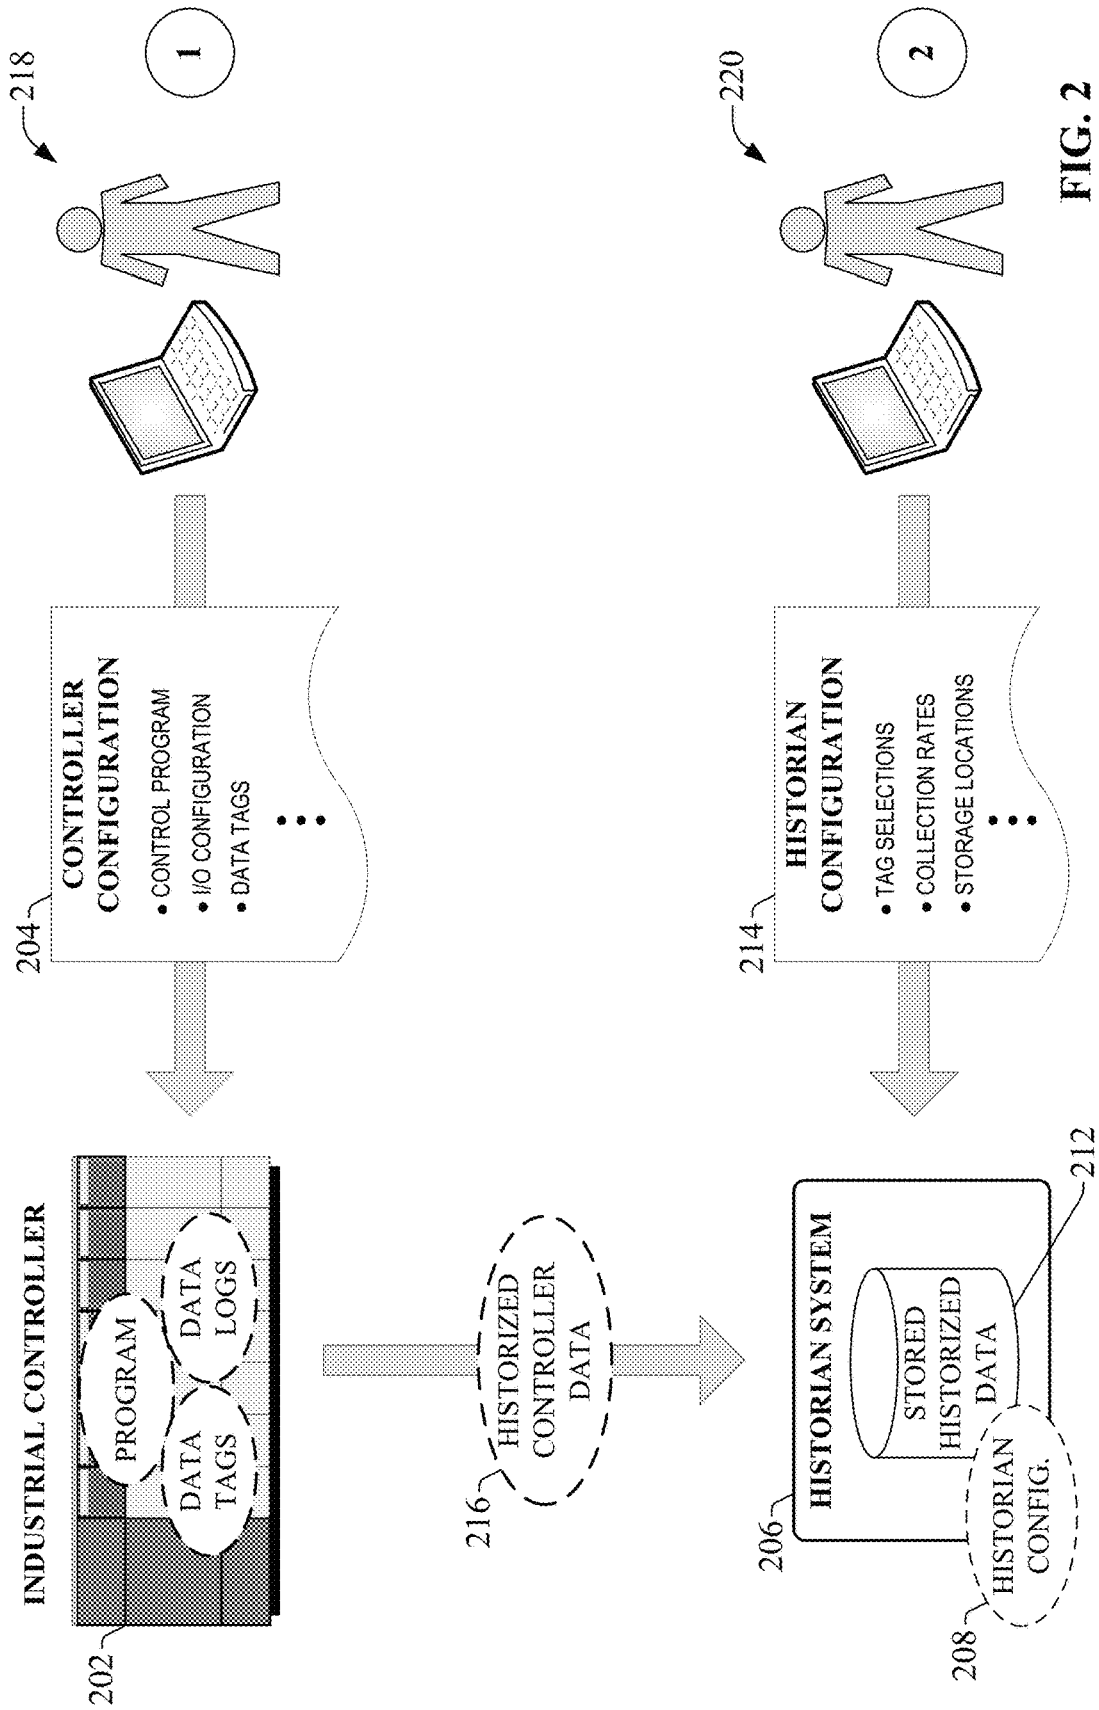 INDUSTRIAL CONTROLLER
202
PROGRAM
DATA
TAGS
DATA
LOGS
204
CONTROLLER
CONFIGURATION
• CONTROL PROGRAM
• I/O CONFIGURATION
• DATA TAGS
218
1
216
HISTORIZED
CONTROLLER
DATA
206
HISTORIAN SYSTEM
STORED
HISTORIZED
DATA
212
208
HISTORIAN
CONFIG.
214
HISTORIAN
CONFIGURATION
• TAG SELECTIONS
• COLLECTION RATES
• STORAGE LOCATIONS
220
2
FIG. 2